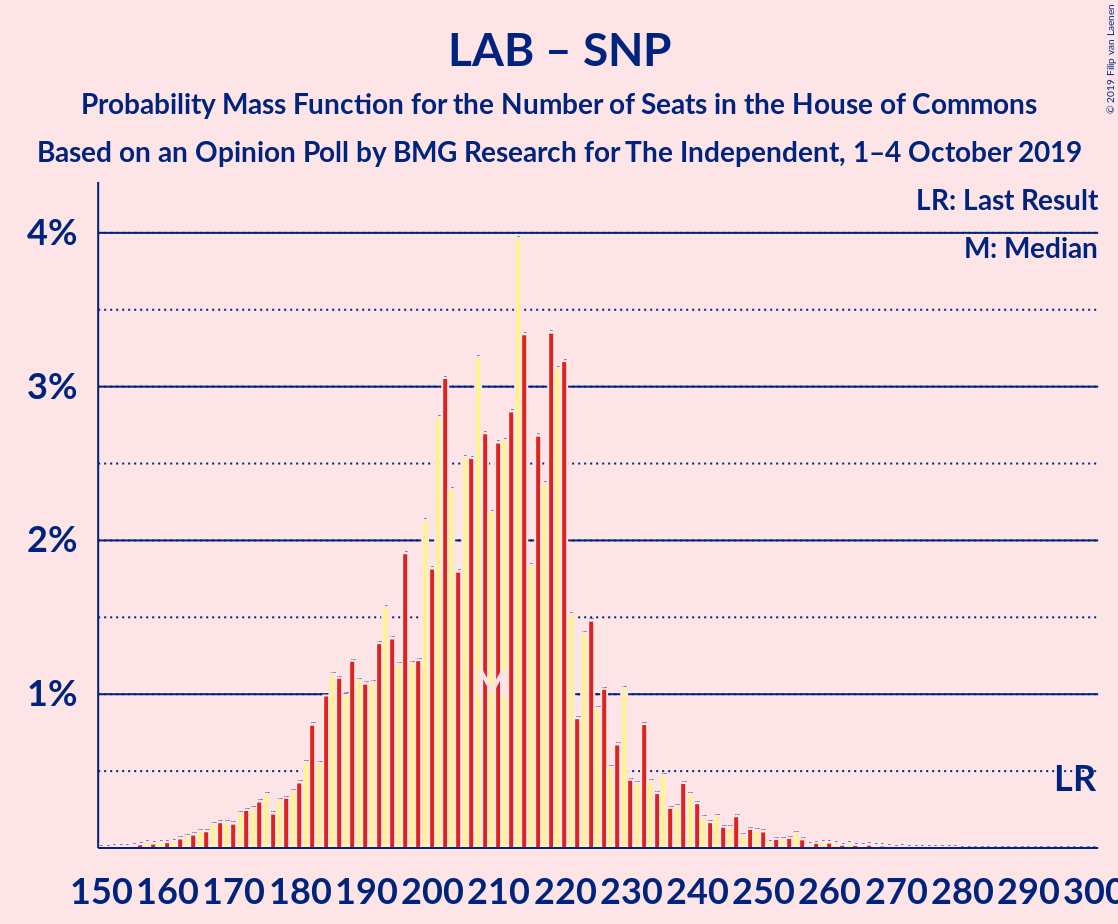 LAB – SNP
Probability Mass Function for the Number of Seats in the House of Commons
Based on an Opinion Poll by BMG Research for The Independent, 1–4 October 2019
© 2019 Filip van Laenen
LR: Last Result
M: Median
4%
3%
2%
1%
M
LR
150 160 170 180 190 200 210 220 230 240 250 260 270 280 290 300